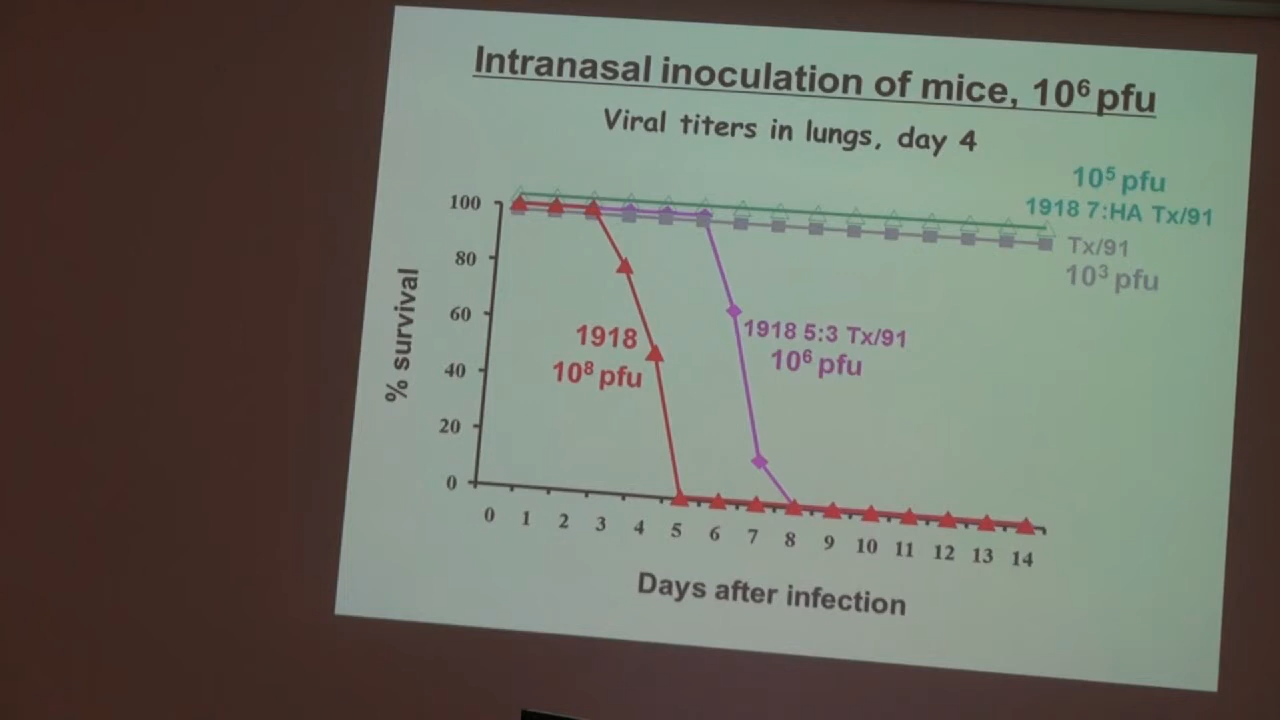 Intranasal inoculation of mice, 10⁶ pfu
Viral titers in lungs, day 4
10⁵ pfu
1918 7:HA Tx/91
Tx/91
10³ pfu
1918
10⁸ pfu
1918 5:3 Tx/91
10⁶ pfu
% survival
100
80
60
40
20
0
0 1 2 3 4 5 6 7 8 9 10 11 12 13 14
Days after infection